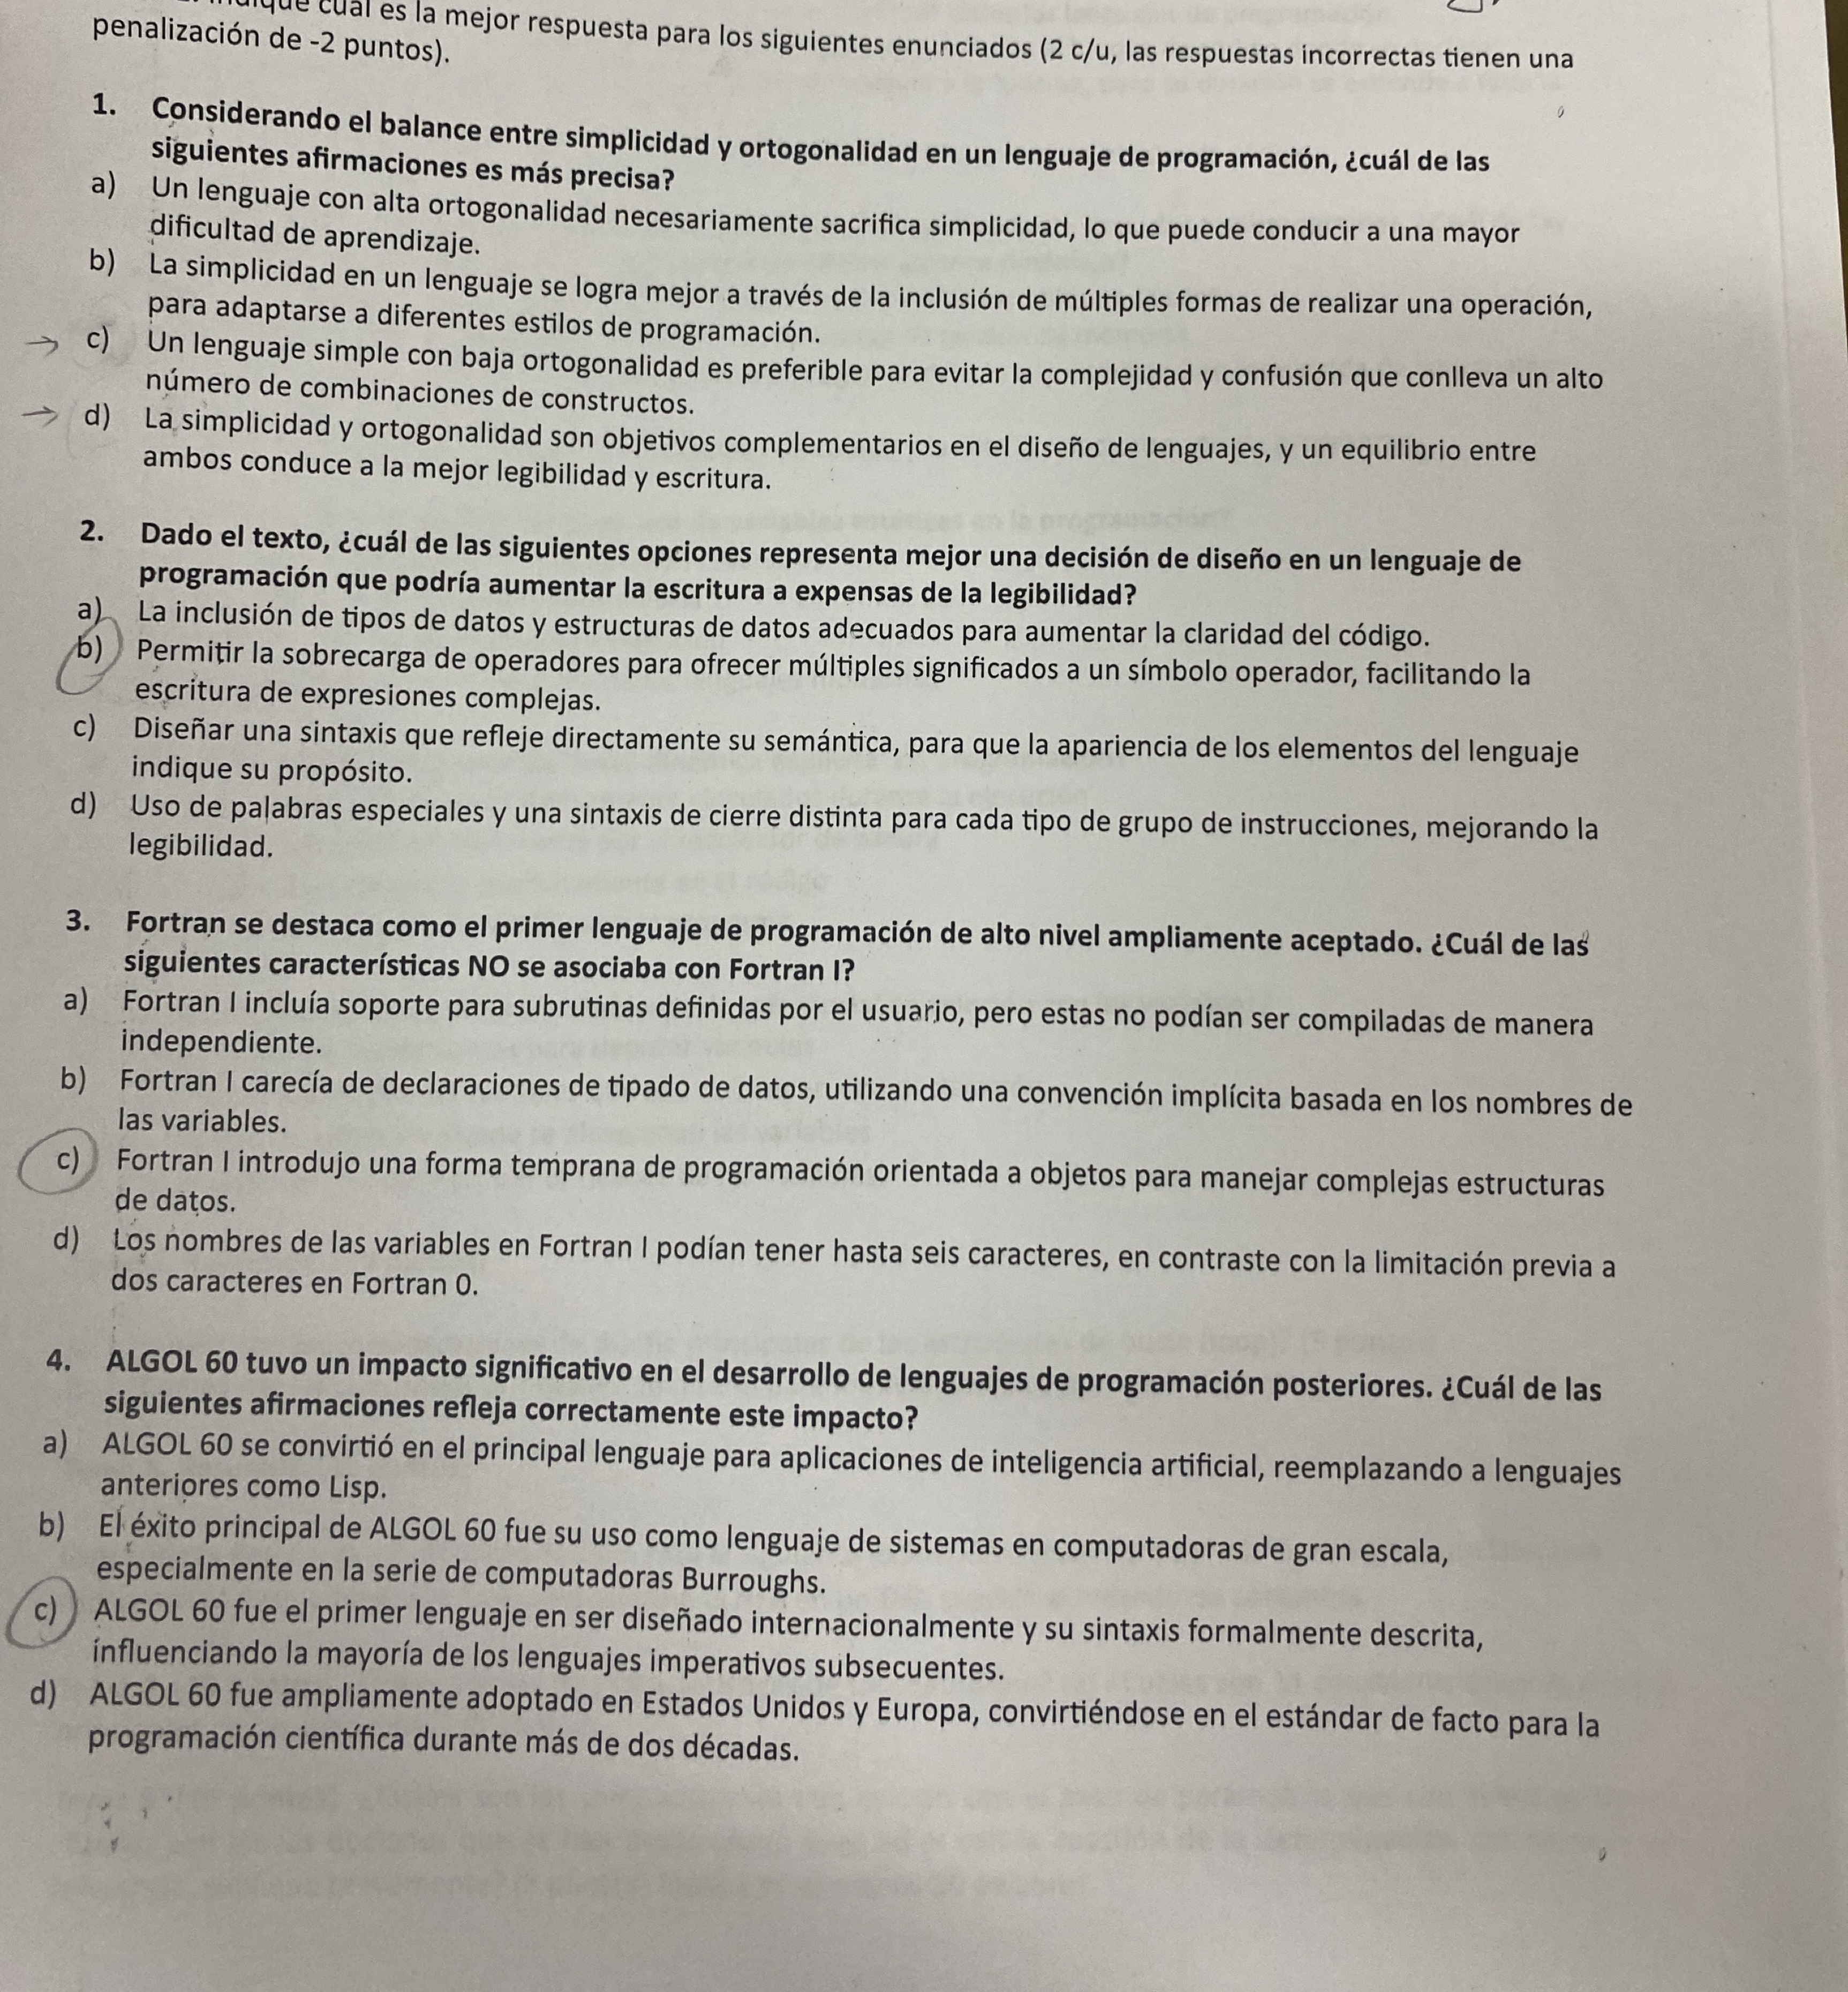 cuál es la mejor respuesta para los siguientes enunciados (2 c/u, las respuestas incorrectas tienen una
penalización de -2 puntos).
1. Considerando el balance entre simplicidad y ortogonalidad en un lenguaje de programación, ¿cuál de las
siguientes afirmaciones es más precisa?
a) Un lenguaje con alta ortogonalidad necesariamente sacrifica simplicidad, lo que puede conducir a una mayor
dificultad de aprendizaje.
b) La simplicidad en un lenguaje se logra mejor a través de la inclusión de múltiples formas de realizar una operación,
para adaptarse a diferentes estilos de programación.
c) Un lenguaje simple con baja ortogonalidad es preferible para evitar la complejidad y confusión que conlleva un alto
número de combinaciones de constructos.
d) La simplicidad y ortogonalidad son objetivos complementarios en el diseño de lenguajes, y un equilibrio entre
ambos conduce a la mejor legibilidad y escritura.
2. Dado el texto, ¿cuál de las siguientes opciones representa mejor una decisión de diseño en un lenguaje de
programación que podría aumentar la escritura a expensas de la legibilidad?
a) La inclusión de tipos de datos y estructuras de datos adecuados para aumentar la claridad del código.
b) Permitir la sobrecarga de operadores para ofrecer múltiples significados a un símbolo operador, facilitando la
escritura de expresiones complejas.
c) Diseñar una sintaxis que refleje directamente su semántica, para que la apariencia de los elementos del lenguaje
indique su propósito.
d) Uso de palabras especiales y una sintaxis de cierre distinta para cada tipo de grupo de instrucciones, mejorando la
legibilidad.
3. Fortran se destaca como el primer lenguaje de programación de alto nivel ampliamente aceptado. ¿Cuál de las
siguientes características NO se asociaba con Fortran I?
a) Fortran I incluía soporte para subrutinas definidas por el usuario, pero estas no podían ser compiladas de manera
independiente.
b) Fortran I carecía de declaraciones de tipado de datos, utilizando una convención implícita basada en los nombres de
las variables.
c) Fortran I introdujo una forma temprana de programación orientada a objetos para manejar complejas estructuras
de datos.
d) Los nombres de las variables en Fortran I podían tener hasta seis caracteres, en contraste con la limitación previa a
dos caracteres en Fortran 0.
4. ALGOL 60 tuvo un impacto significativo en el desarrollo de lenguajes de programación posteriores. ¿Cuál de las
siguientes afirmaciones refleja correctamente este impacto?
a) ALGOL 60 se convirtió en el principal lenguaje para aplicaciones de inteligencia artificial, reemplazando a lenguajes
anteriores como Lisp.
b) El éxito principal de ALGOL 60 fue su uso como lenguaje de sistemas en computadoras de gran escala,
especialmente en la serie de computadoras Burroughs.
c) ALGOL 60 fue el primer lenguaje en ser diseñado internacionalmente y su sintaxis formalmente descrita,
influenciando la mayoría de los lenguajes imperativos subsecuentes.
d) ALGOL 60 fue ampliamente adoptado en Estados Unidos y Europa, convirtiéndose en el estándar de facto para la
programación científica durante más de dos décadas.